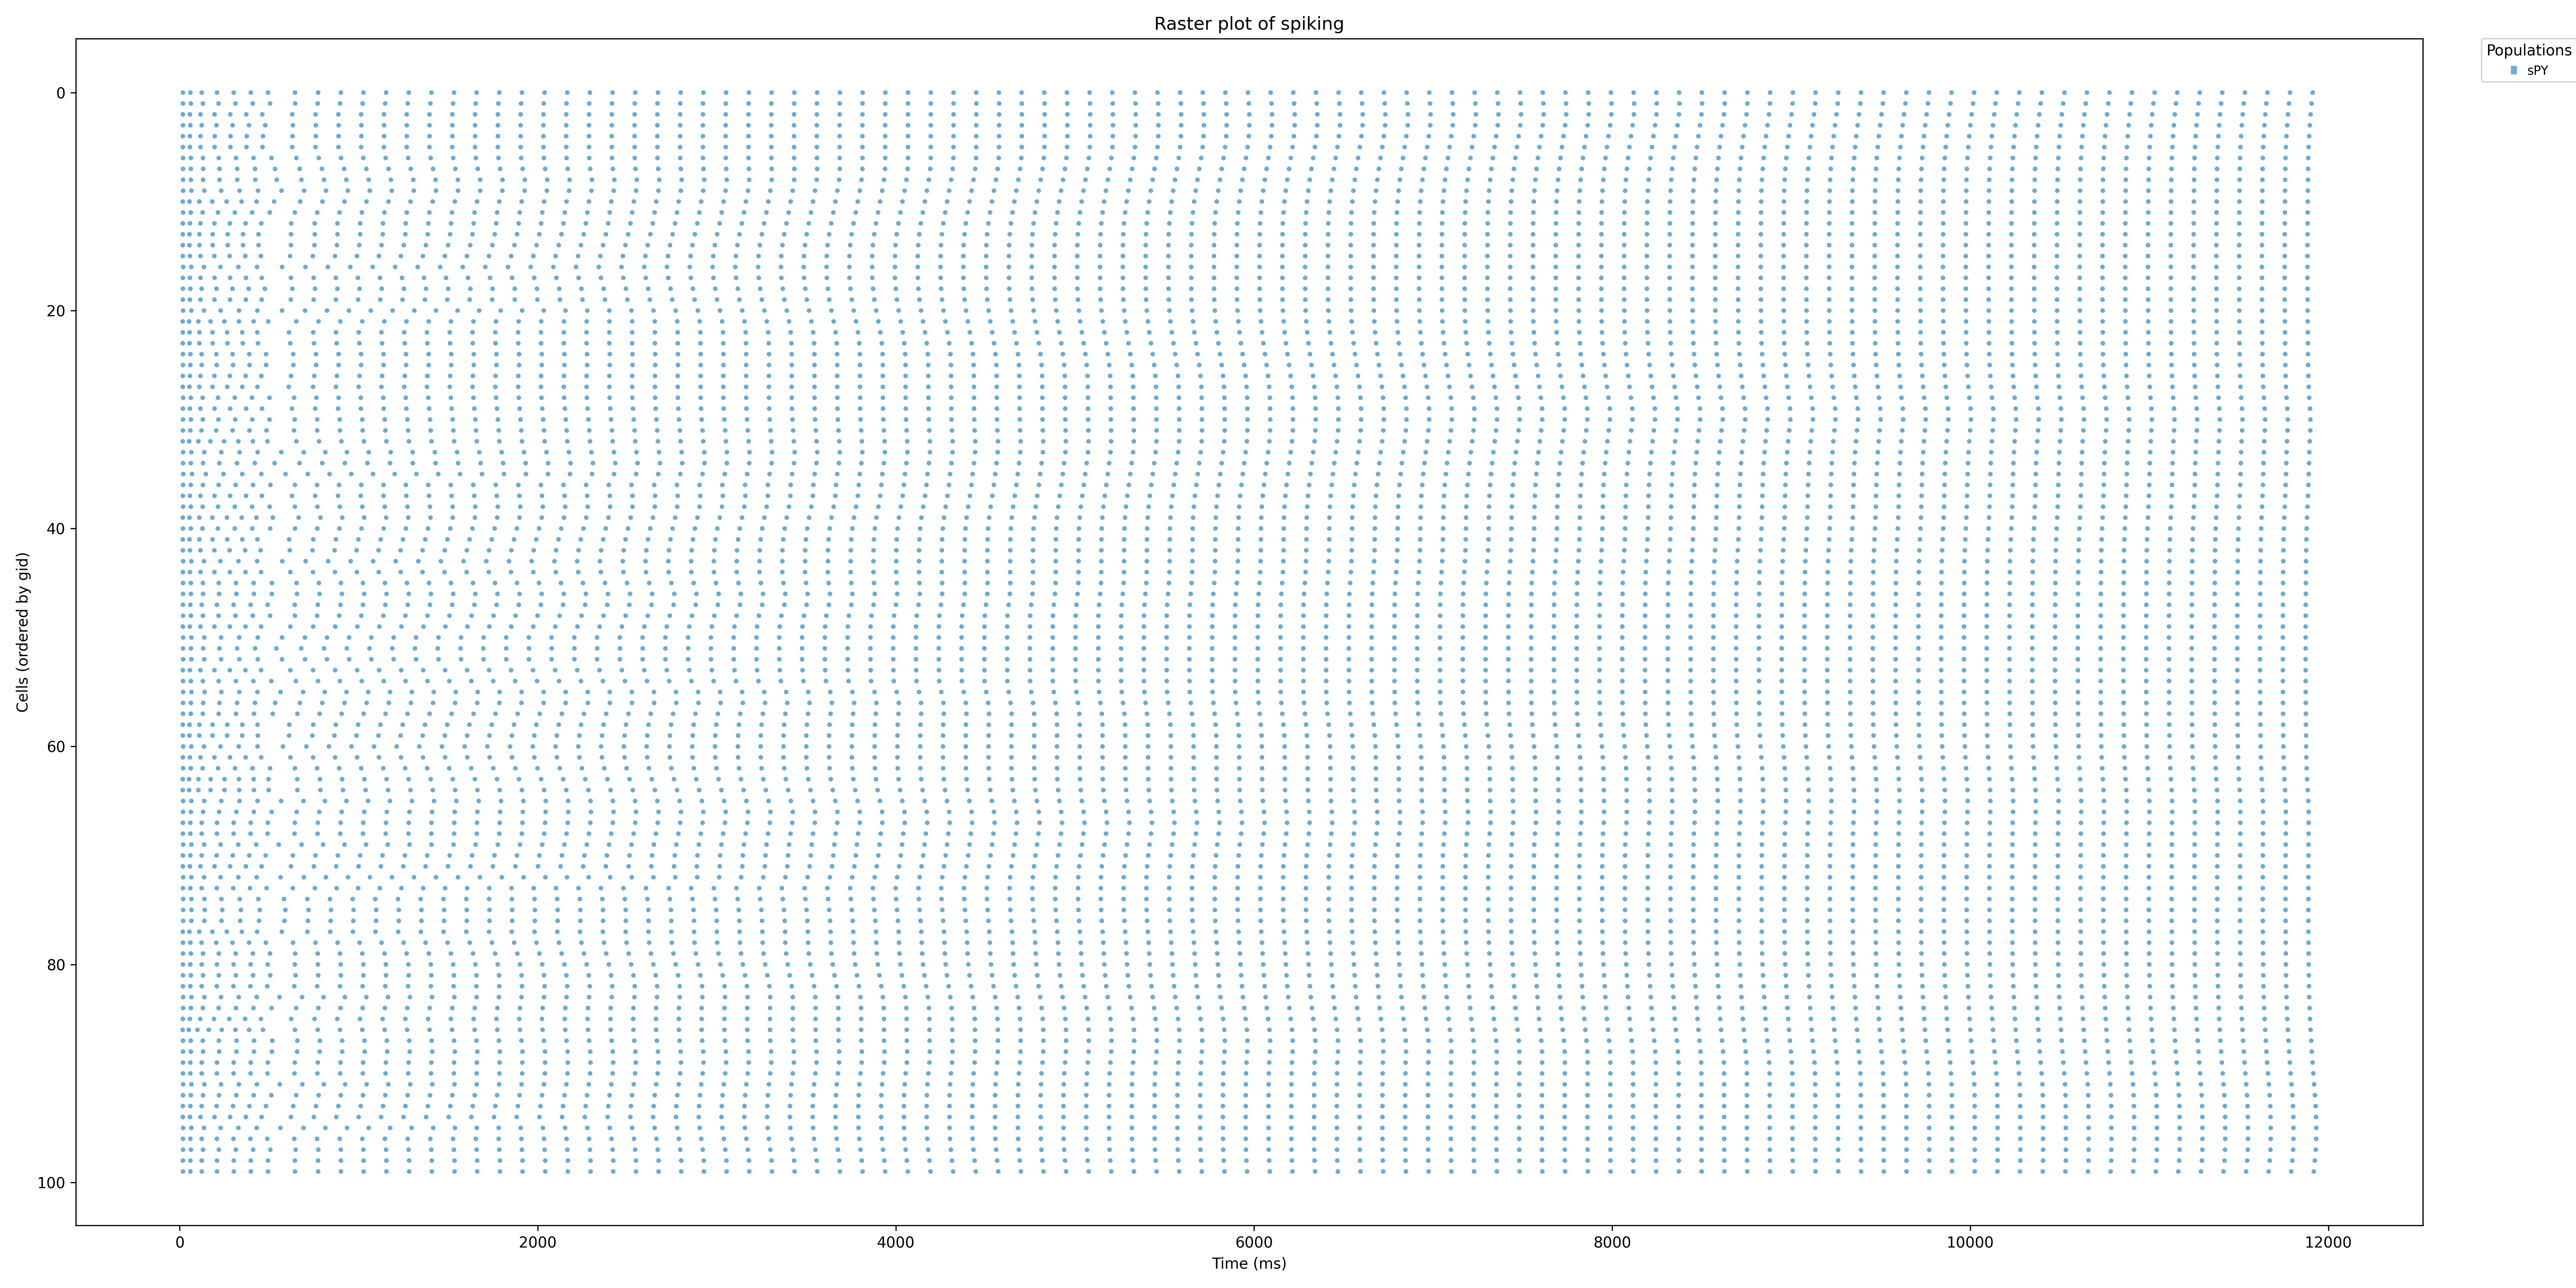 Raster plot of spiking
Populations
sPY
0
20
40
60
80
100
Cells (ordered by gid)
0 2000 4000 6000 8000 10000 12000
Time (ms)